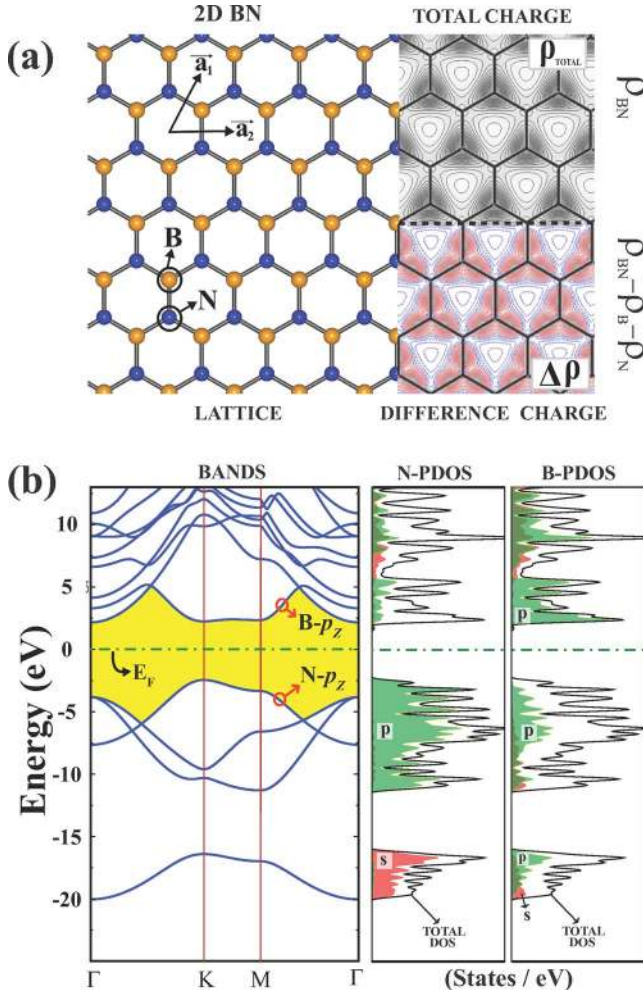 2D BN
TOTAL CHARGE
(a)
a₁
a₂
ρTOTAL
ρBN
B
N
ρBN−ρB−ρN
Δρ
LATTICE
DIFFERENCE CHARGE
(b)
BANDS
N-PDOS
B-PDOS
Energy (eV)
10
5
0
-5
-10
-15
-20
B-pZ
EF
N-pZ
p
p
p
s
p
s
TOTAL
DOS
TOTAL
DOS
Γ
K
M
Γ
(States / eV)